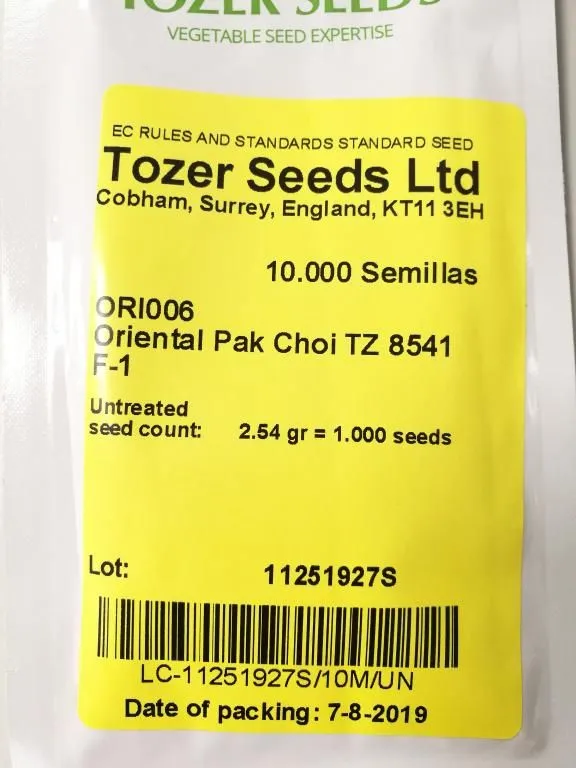 TOZER SEEDS
VEGETABLE SEED EXPERTISE
EC RULES AND STANDARDS STANDARD SEED
Tozer Seeds Ltd
Cobham, Surrey, England, KT11 3EH
10.000 Semillas
ORI006
Oriental Pak Choi TZ 8541
F-1
Untreated
seed count: 2.54 gr = 1.000 seeds
Lot: 11251927S
LC-11251927S/10M/UN
Date of packing: 7-8-2019